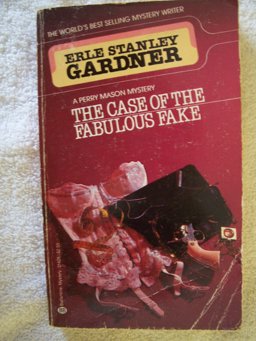 THE WORLD'S BEST SELLING MYSTERY WRITER
ERLE STANLEY
GARDNER
A PERRY MASON MYSTERY
THE CASE OF THE
FABULOUS FAKE